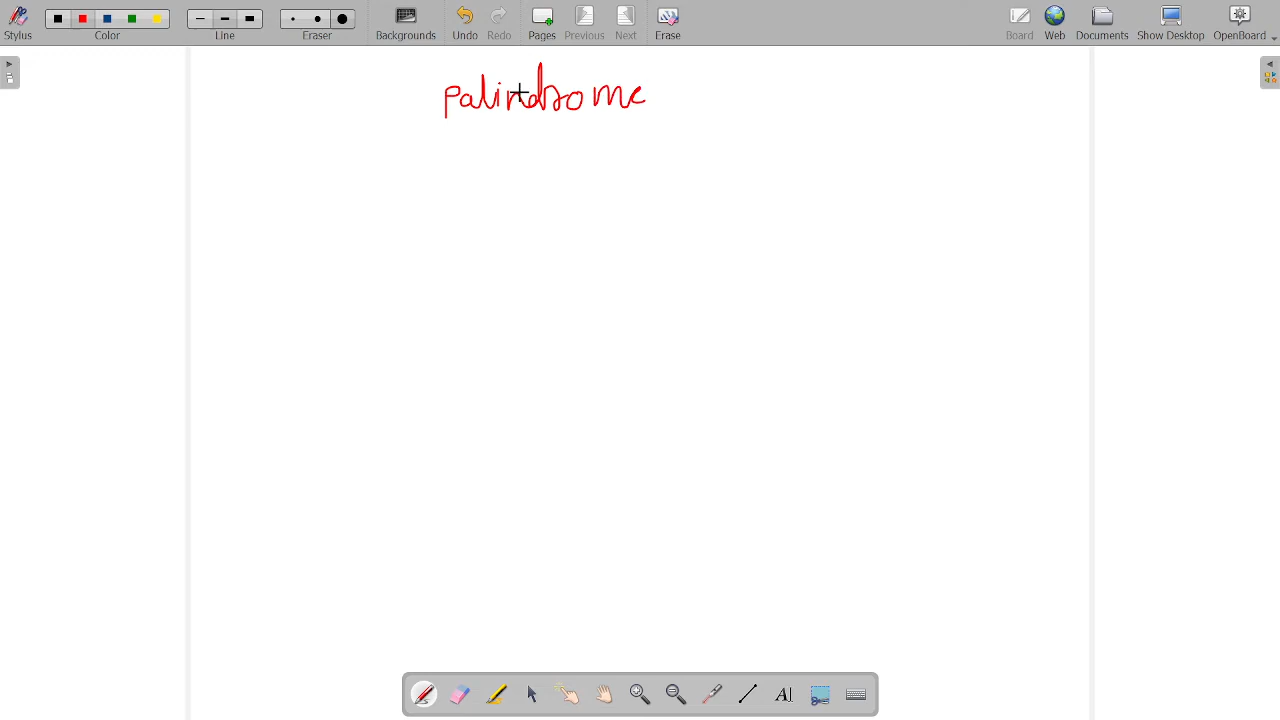 Stylus
Color
Line
Eraser
Backgrounds
Undo
Redo
Pages
Previous
Next
Erase
Board
Web
Documents
Show Desktop
OpenBoard
palindrome